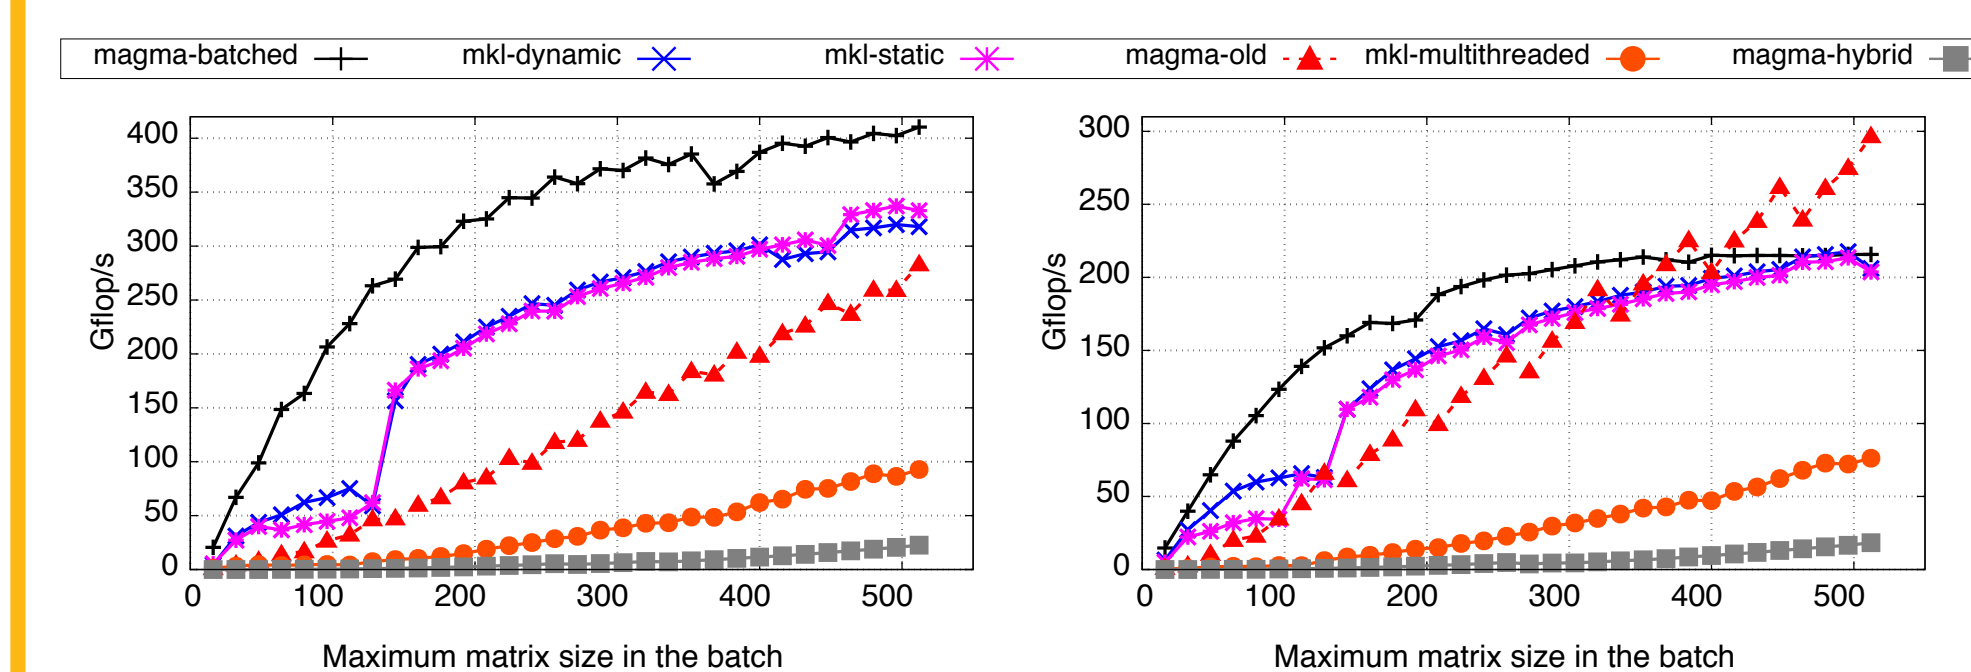 magma-batched mkl-dynamic mkl-static magma-old mkl-multithreaded magma-hybrid
400
350
300
250
200
150
100
50
0
Gflop/s
0 100 200 300 400 500
Maximum matrix size in the batch
300
250
200
150
100
50
0
Gflop/s
0 100 200 300 400 500
Maximum matrix size in the batch